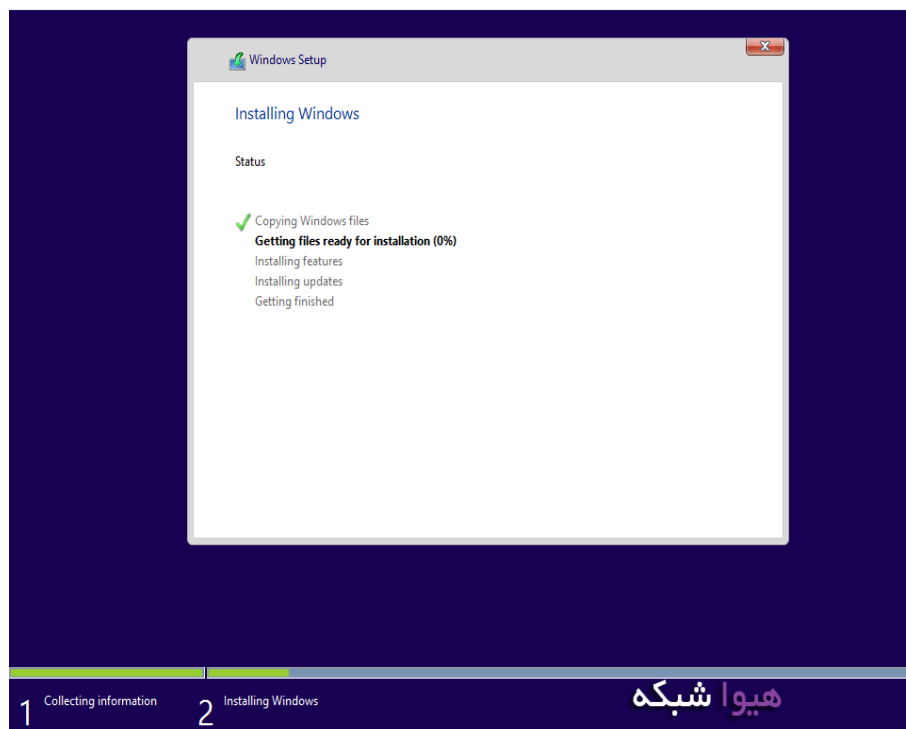 Windows Setup
Installing Windows
Status
Copying Windows files
Getting files ready for installation (0%)
Installing features
Installing updates
Getting finished
1 Collecting information
2 Installing Windows
هیوا شبکه